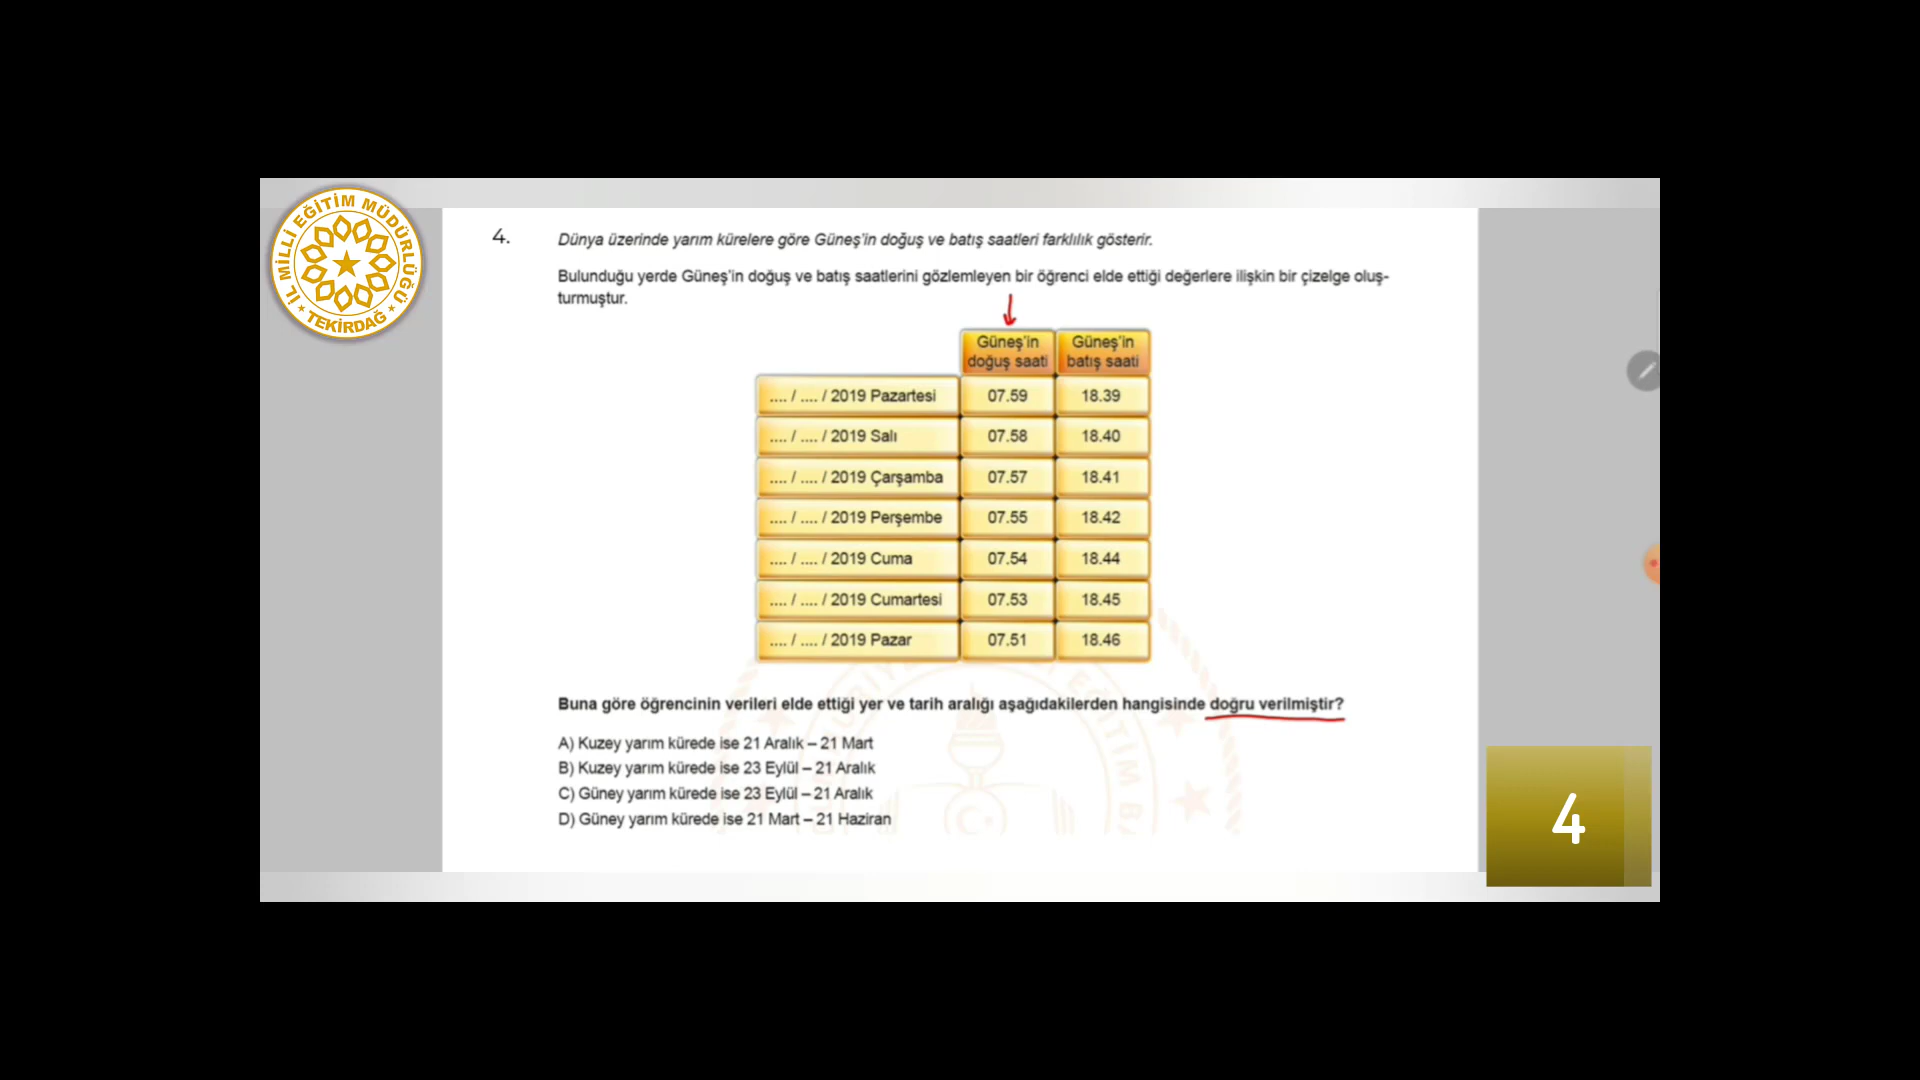 İL MİLLİ EĞİTİM MÜDÜRLÜĞÜ
TEKİRDAĞ
4.
Dünya üzerinde yarım kürelere göre Güneş'in doğuş ve batış saatleri farklılık gösterir.
Bulunduğu yerde Güneş'in doğuş ve batış saatlerini gözlemleyen bir öğrenci elde ettiği değerlere ilişkin bir çizelge oluş-
turmuştur.
Güneş'in doğuş saati Güneş'in batış saati
.... / .... / 2019 Pazartesi 07.59 18.39
.... / .... / 2019 Salı 07.58 18.40
.... / .... / 2019 Çarşamba 07.57 18.41
.... / .... / 2019 Perşembe 07.55 18.42
.... / .... / 2019 Cuma 07.54 18.44
.... / .... / 2019 Cumartesi 07.53 18.45
.... / .... / 2019 Pazar 07.51 18.46
Buna göre öğrencinin verileri elde ettiği yer ve tarih aralığı aşağıdakilerden hangisinde doğru verilmiştir?
A) Kuzey yarım kürede ise 21 Aralık – 21 Mart
B) Kuzey yarım kürede ise 23 Eylül – 21 Aralık
C) Güney yarım kürede ise 23 Eylül – 21 Aralık
D) Güney yarım kürede ise 21 Mart – 21 Haziran
4